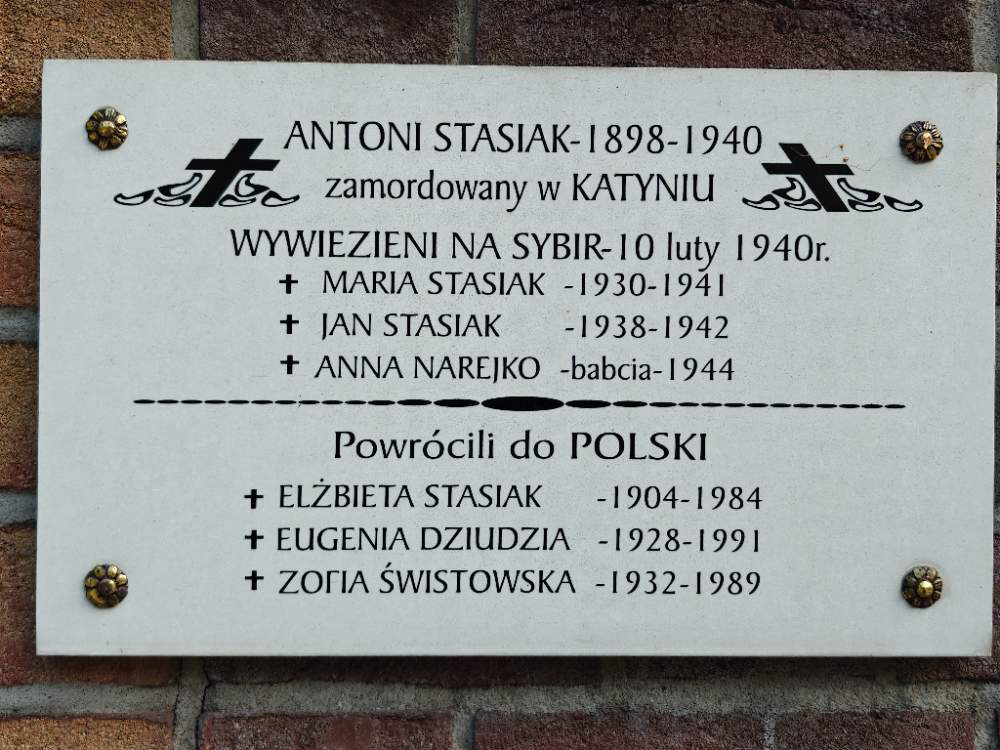 ANTONI STASIAK-1898-1940
zamordowany w KATYNIU
WYWIEZIENI NA SYBIR-10 luty 1940r.
✝ MARIA STASIAK -1930-1941
✝ JAN STASIAK -1938-1942
✝ ANNA NAREJKO -babcia-1944
Powrócili do POLSKI
✝ ELŻBIETA STASIAK -1904-1984
✝ EUGENIA DZIUDZIA -1928-1991
✝ ZOFIA ŚWISTOWSKA -1932-1989